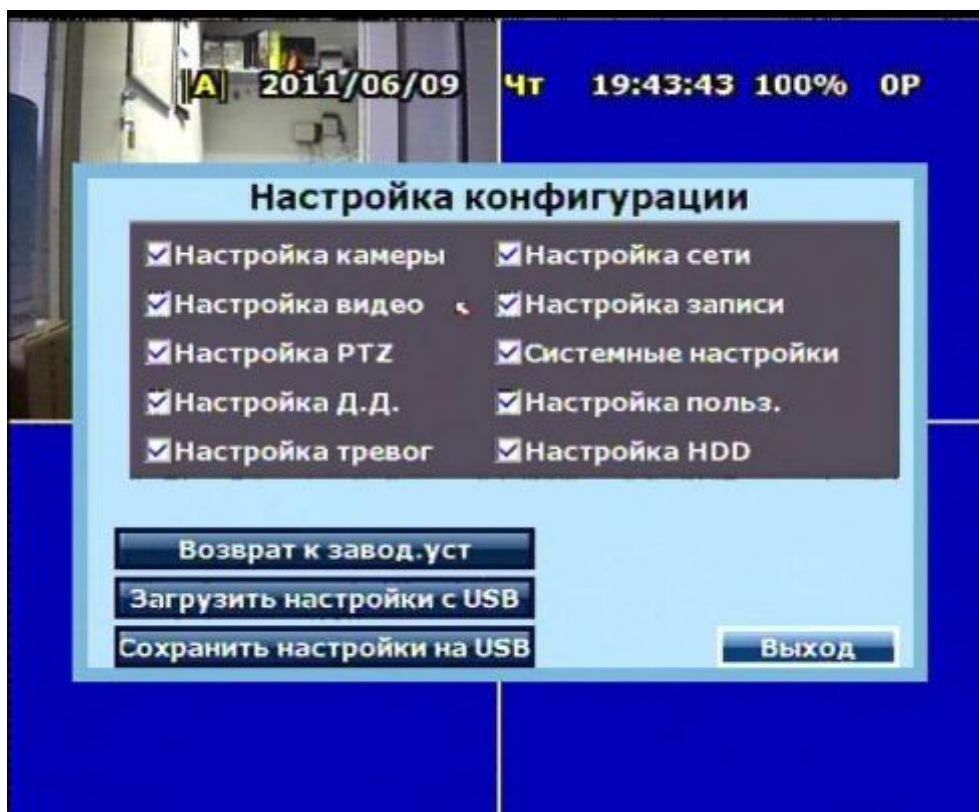 |A| 2011/06/09 Чт 19:43:43 100% 0P
Настройка конфигурации
Настройка камеры Настройка сети
Настройка видео Настройка записи
Настройка PTZ Системные настройки
Настройка Д.Д. Настройка польз.
Настройка тревог Настройка HDD
Возврат к завод.уст
Загрузить настройки с USB
Сохранить настройки на USB
Выход